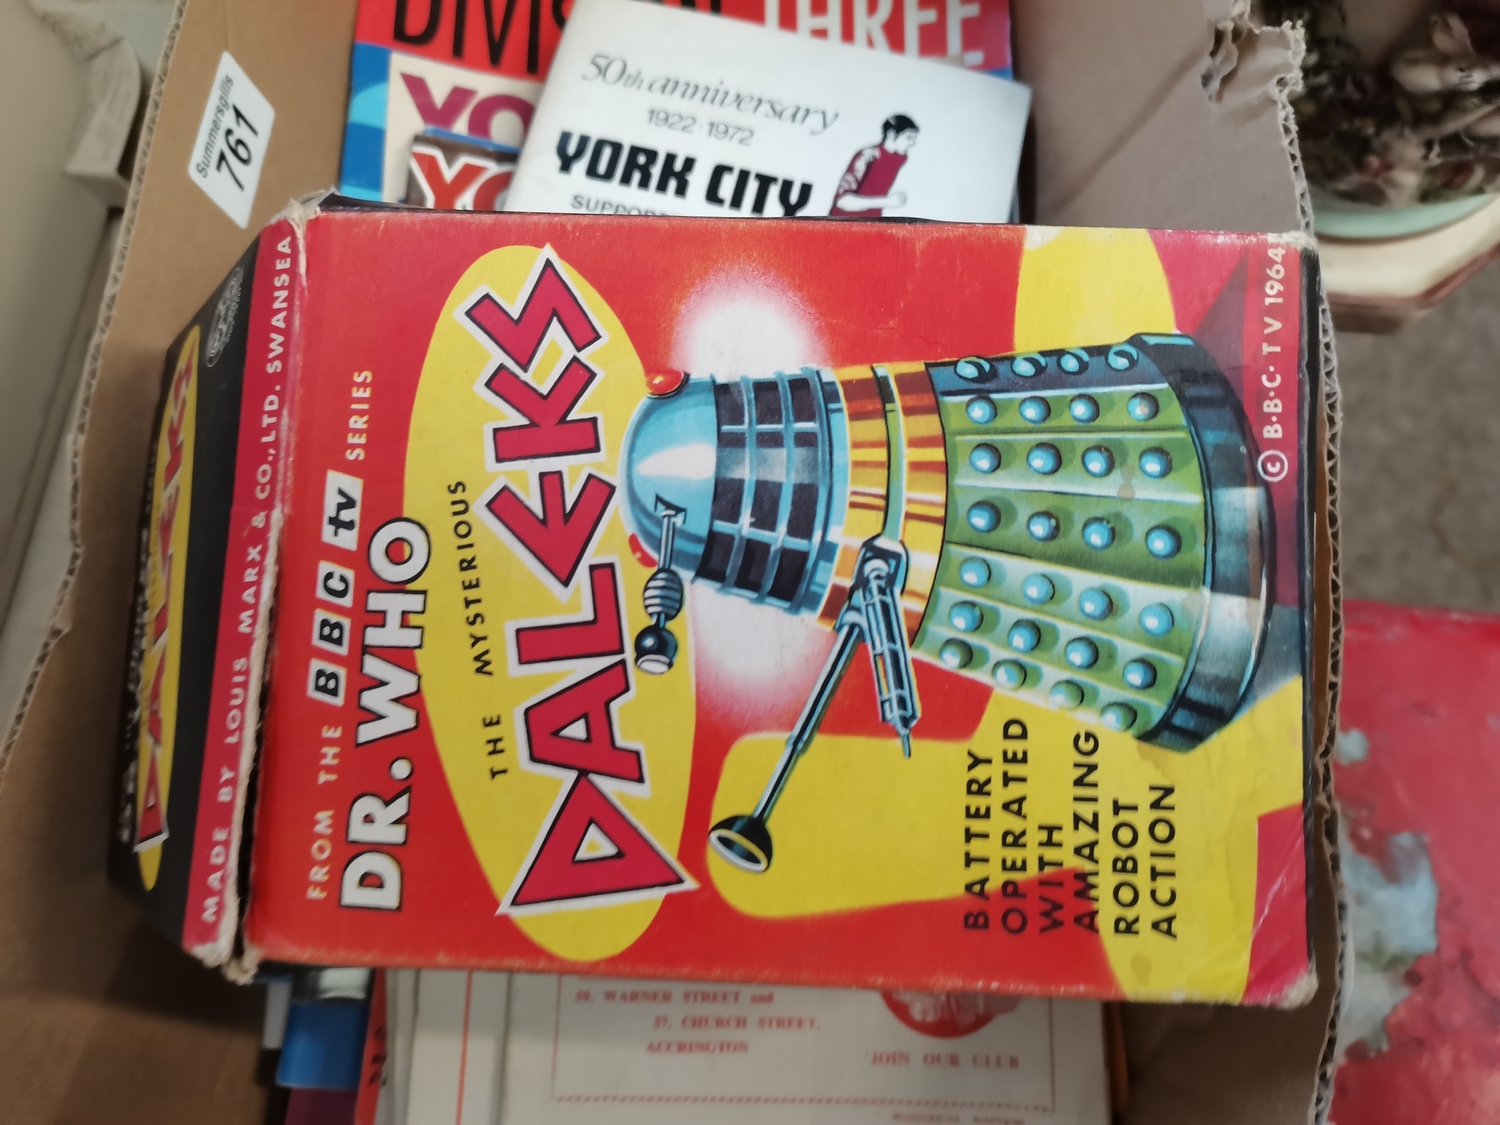 DIVISION THREE
50th anniversary
1922-1972
YORK CITY
Summersgills
761
DALEKS
MADE BY LOUIS MARX & CO., LTD. SWANSEA
FROM THE BBC tv SERIES
DR. WHO
THE MYSTERIOUS
DALEKS
BATTERY
OPERATED
WITH
AMAZING
ROBOT
ACTION
© B·B·C· T V 1964
59, WARNER STREET and
37, CHURCH STREET,
ACCRINGTON
JOIN OUR CLUB